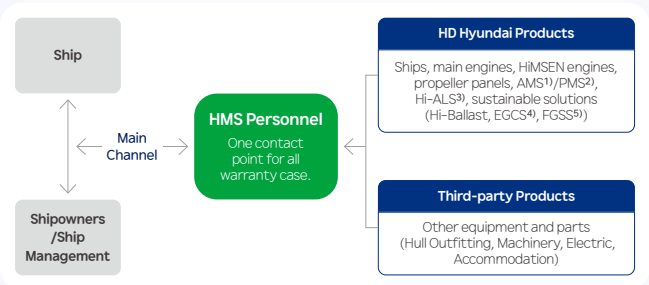 Ship
Main
Channel
Shipowners
/Ship
Management
HMS Personnel
One contact
point for all
warranty case.
HD Hyundai Products
Ships, main engines, HiMSEN engines,
propeller panels, AMS1)/PMS2),
Hi-ALS3), sustainable solutions
(Hi-Ballast, EGCS4), FGSS5))
Third-party Products
Other equipment and parts
(Hull Outfitting, Machinery, Electric,
Accommodation)